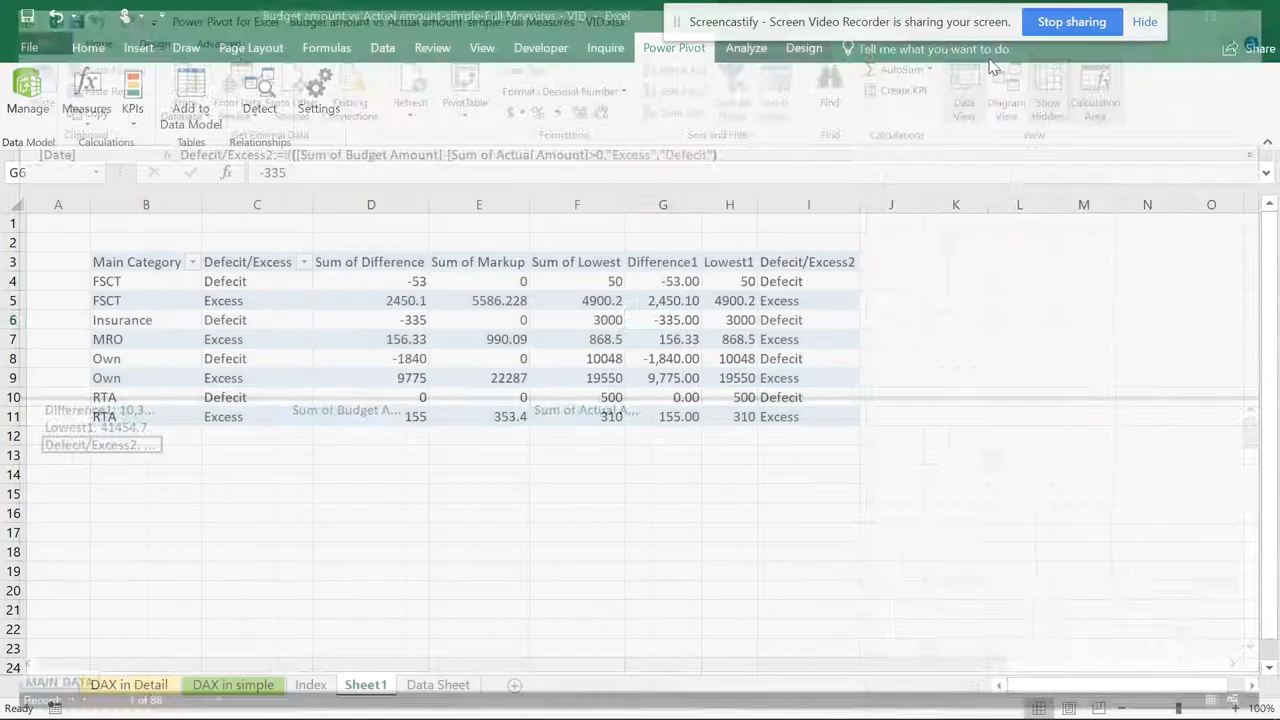 Budget amount vs Actual amount-simple-Full Measures - VID - Excel
Power Pivot for Excel
Screencastify - Screen Video Recorder is sharing your screen. Stop sharing Hide
File Home Insert Draw Page Layout Formulas Data Review View Developer Inquire Power Pivot Analyze Design Tell me what you want to do Share
Manage Measures KPIs Add to Data Model Detect Settings
Refresh PivotTable Format : Decimal Number Find AutoSum Create KPI Data View Diagram View Show Hidden Calculation Area
Data Model Calculations Tables Relationships
Clipboard Get External Data Formatting Sort and Filter Find Calculations View
[Date] fx Defecit/Excess2:=if([Sum of Budget Amount]-[Sum of Actual Amount]>0,"Excess","Defecit")
G6 fx -335
A B C D E F G H I J K L M N O
1
2
3 Main Category Defecit/Excess Sum of Difference Sum of Markup Sum of Lowest Difference1 Lowest1 Defecit/Excess2
4 FSCT Defecit -53 0 50 -53.00 50 Defecit
5 FSCT Excess 2450.1 5586.228 4900.2 2,450.10 4900.2 Excess
6 Insurance Defecit -335 0 3000 -335.00 3000 Defecit
7 MRO Excess 156.33 990.09 868.5 156.33 868.5 Excess
8 Own Defecit -1840 0 10048 -1,840.00 10048 Defecit
9 Own Excess 9775 22287 19550 9,775.00 19550 Excess
10 RTA Defecit 0 0 500 0.00 500 Defecit
11 RTA Excess 155 353.4 310 155.00 310 Excess
Difference1: 10,3... Sum of Budget A... Sum of Actual A...
Lowest1: 41454.7
Defecit/Excess2: ...
12
13
14
15
16
17
18
19
20
21
22
23
24
MAIN DATA DAX in Detail DAX in simple Index Sheet1 Data Sheet
Record: 1 of 88
Ready 100%